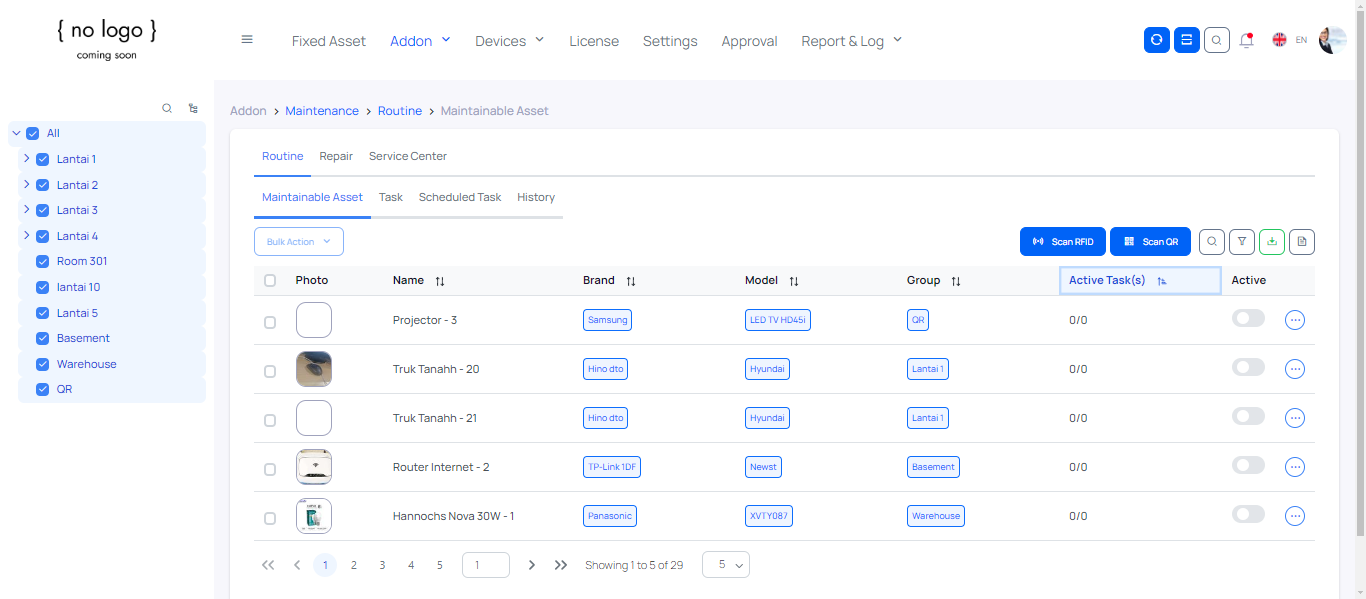 { no logo }
coming soon
Fixed Asset
Addon
Devices
License
Settings
Approval
Report & Log
EN
All
Lantai 1
Lantai 2
Lantai 3
Lantai 4
Room 301
lantai 10
Lantai 5
Basement
Warehouse
QR
Addon > Maintenance > Routine > Maintainable Asset
Routine Repair Service Center
Maintainable Asset Task Scheduled Task History
Bulk Action
Scan RFID
Scan QR
Photo Name Brand Model Group Active Task(s) Active
Projector - 3 Samsung LED TV HD45i QR 0/0
Truk Tanahh - 20 Hino dto Hyundai Lantai 1 0/0
Truk Tanahh - 21 Hino dto Hyundai Lantai 1 0/0
Router Internet - 2 TP-Link 1DF Newst Basement 0/0
Hannochs Nova 30W - 1 Panasonic XVTY087 Warehouse 0/0
1 2 3 4 5 1 Showing 1 to 5 of 29 5